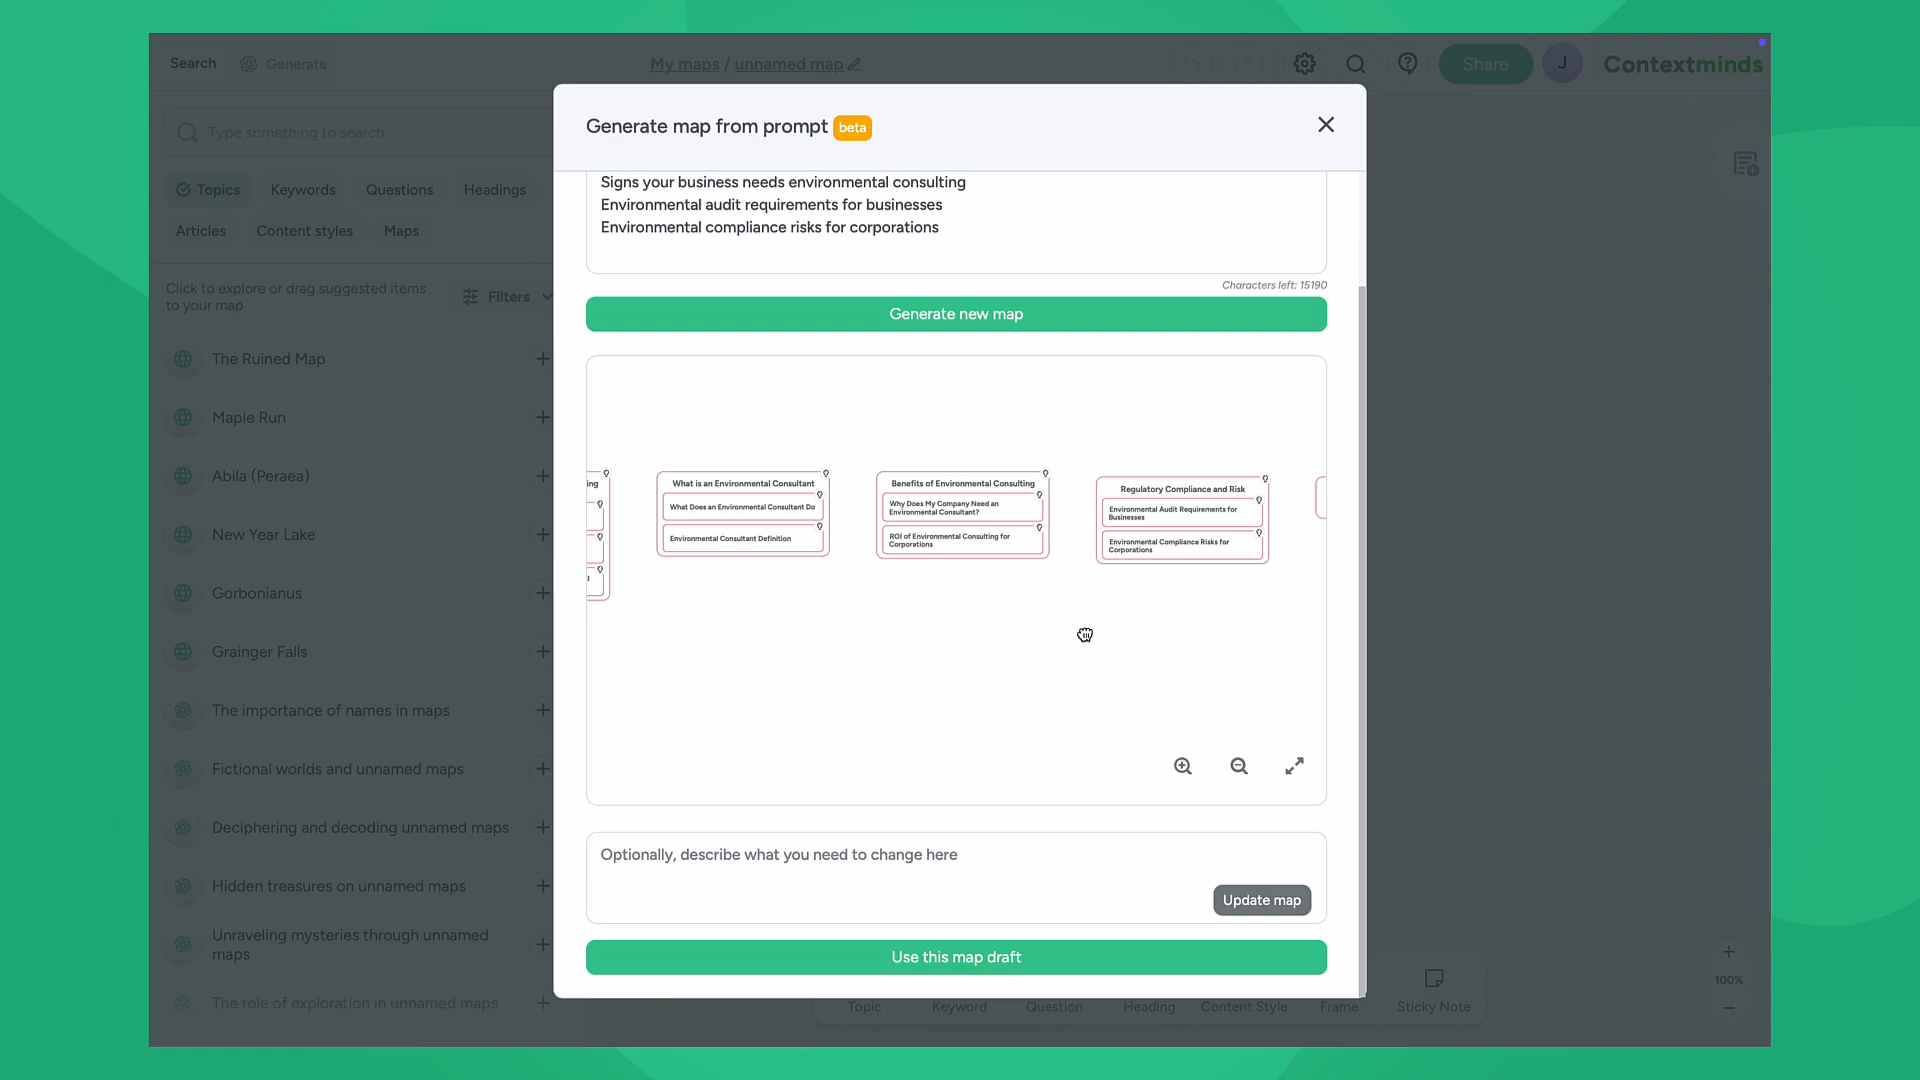 Search
Generate
My maps / unnamed map
Share
J
Contextminds
Type something to search
Topics
Keywords
Questions
Headings
Articles
Content styles
Maps
Click to explore or drag suggested items
to your map
Filters
The Ruined Map
Maple Run
Abila (Peraea)
New Year Lake
Gorbonianus
Grainger Falls
The importance of names in maps
Fictional worlds and unnamed maps
Deciphering and decoding unnamed maps
Hidden treasures on unnamed maps
Unraveling mysteries through unnamed
maps
The role of exploration in unnamed maps
Generate map from prompt beta
Signs your business needs environmental consulting
Environmental audit requirements for businesses
Environmental compliance risks for corporations
Characters left: 15190
Generate new map
ing
What is an Environmental Consultant
What Does an Environmental Consultant Do
Environmental Consultant Definition
Benefits of Environmental Consulting
Why Does My Company Need an
Environmental Consultant?
ROI of Environmental Consulting for
Corporations
Regulatory Compliance and Risk
Environmental Audit Requirements for
Businesses
Environmental Compliance Risks for
Corporations
Optionally, describe what you need to change here
Update map
Use this map draft
Topic
Keyword
Question
Heading
Content Style
Frame
Sticky Note
100%